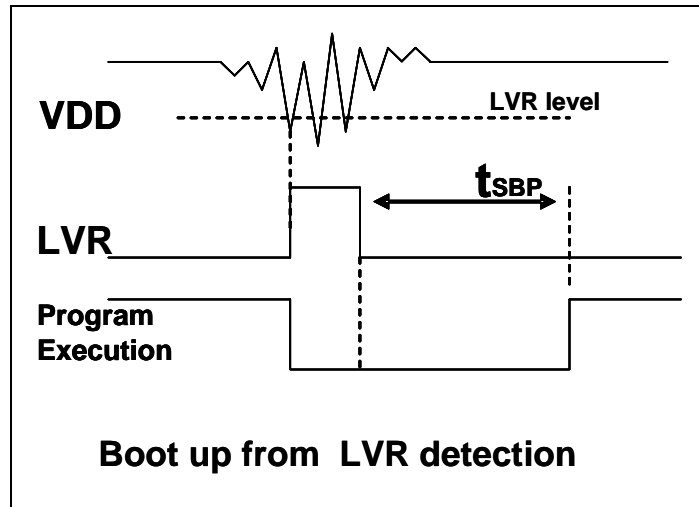 LVR level
VDD
tSBP
LVR
Program
Execution
Boot up from LVR detection